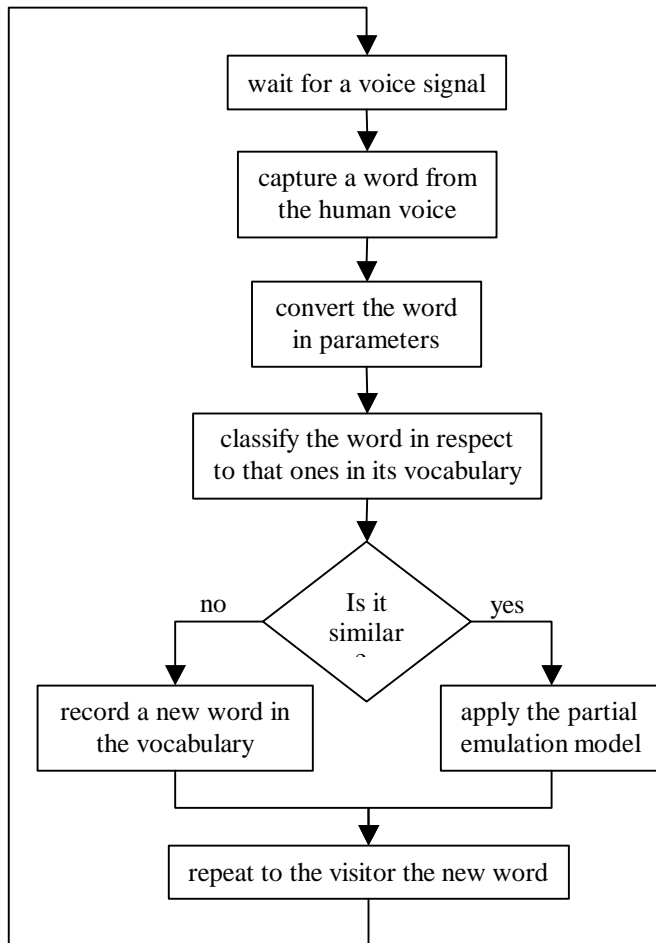 wait for a voice signal
capture a word from
the human voice
convert the word
in parameters
classify the word in respect
to that ones in its vocabulary
Is it
similar
no
yes
record a new word in
the vocabulary
apply the partial
emulation model
repeat to the visitor the new word